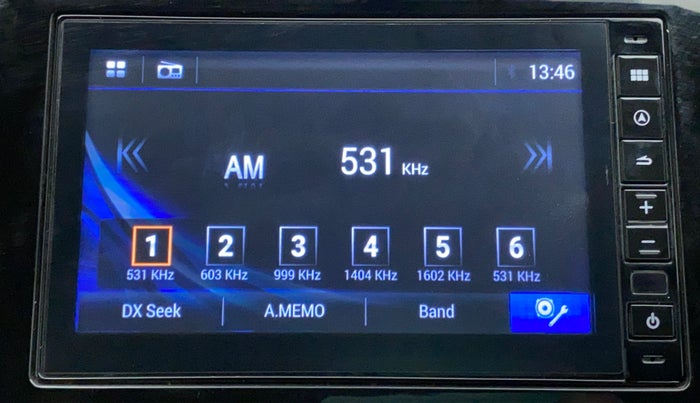 13:46
AM 531 KHz
1 2 3 4 5 6
531 KHz 603 KHz 999 KHz 1404 KHz 1602 KHz 531 KHz
DX Seek A.MEMO Band